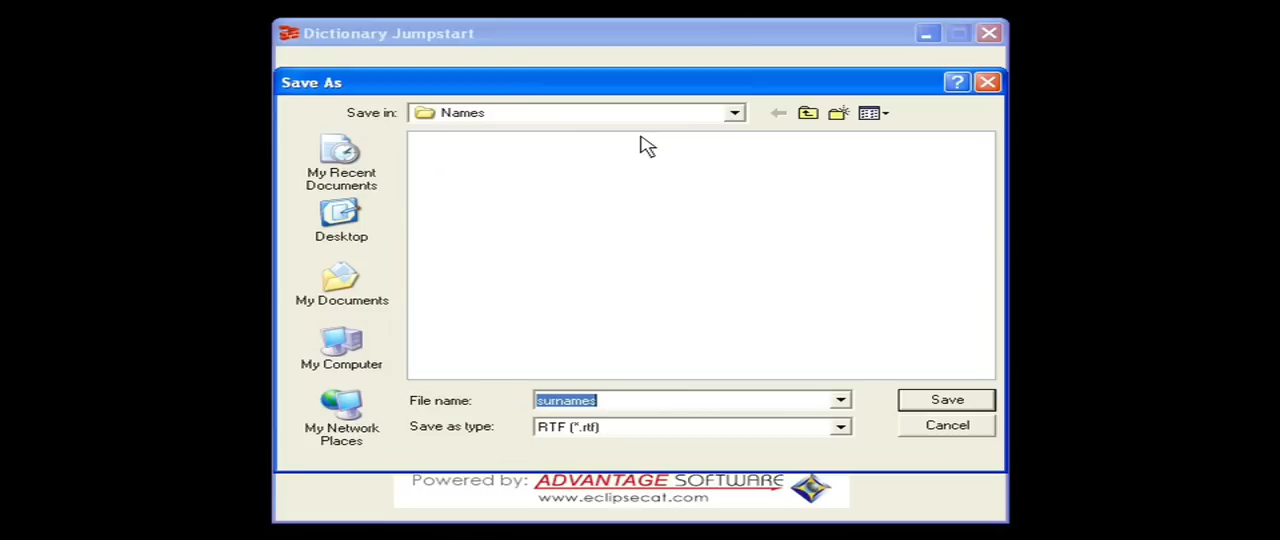 Dictionary Jumpstart
Save As
Save in: Names
My Recent
Documents
Desktop
My Documents
My Computer
My Network
Places
File name: surnames Save
Save as type: RTF (*.rtf) Cancel
Powered by: ADVANTAGE SOFTWARE
www.eclipsecat.com